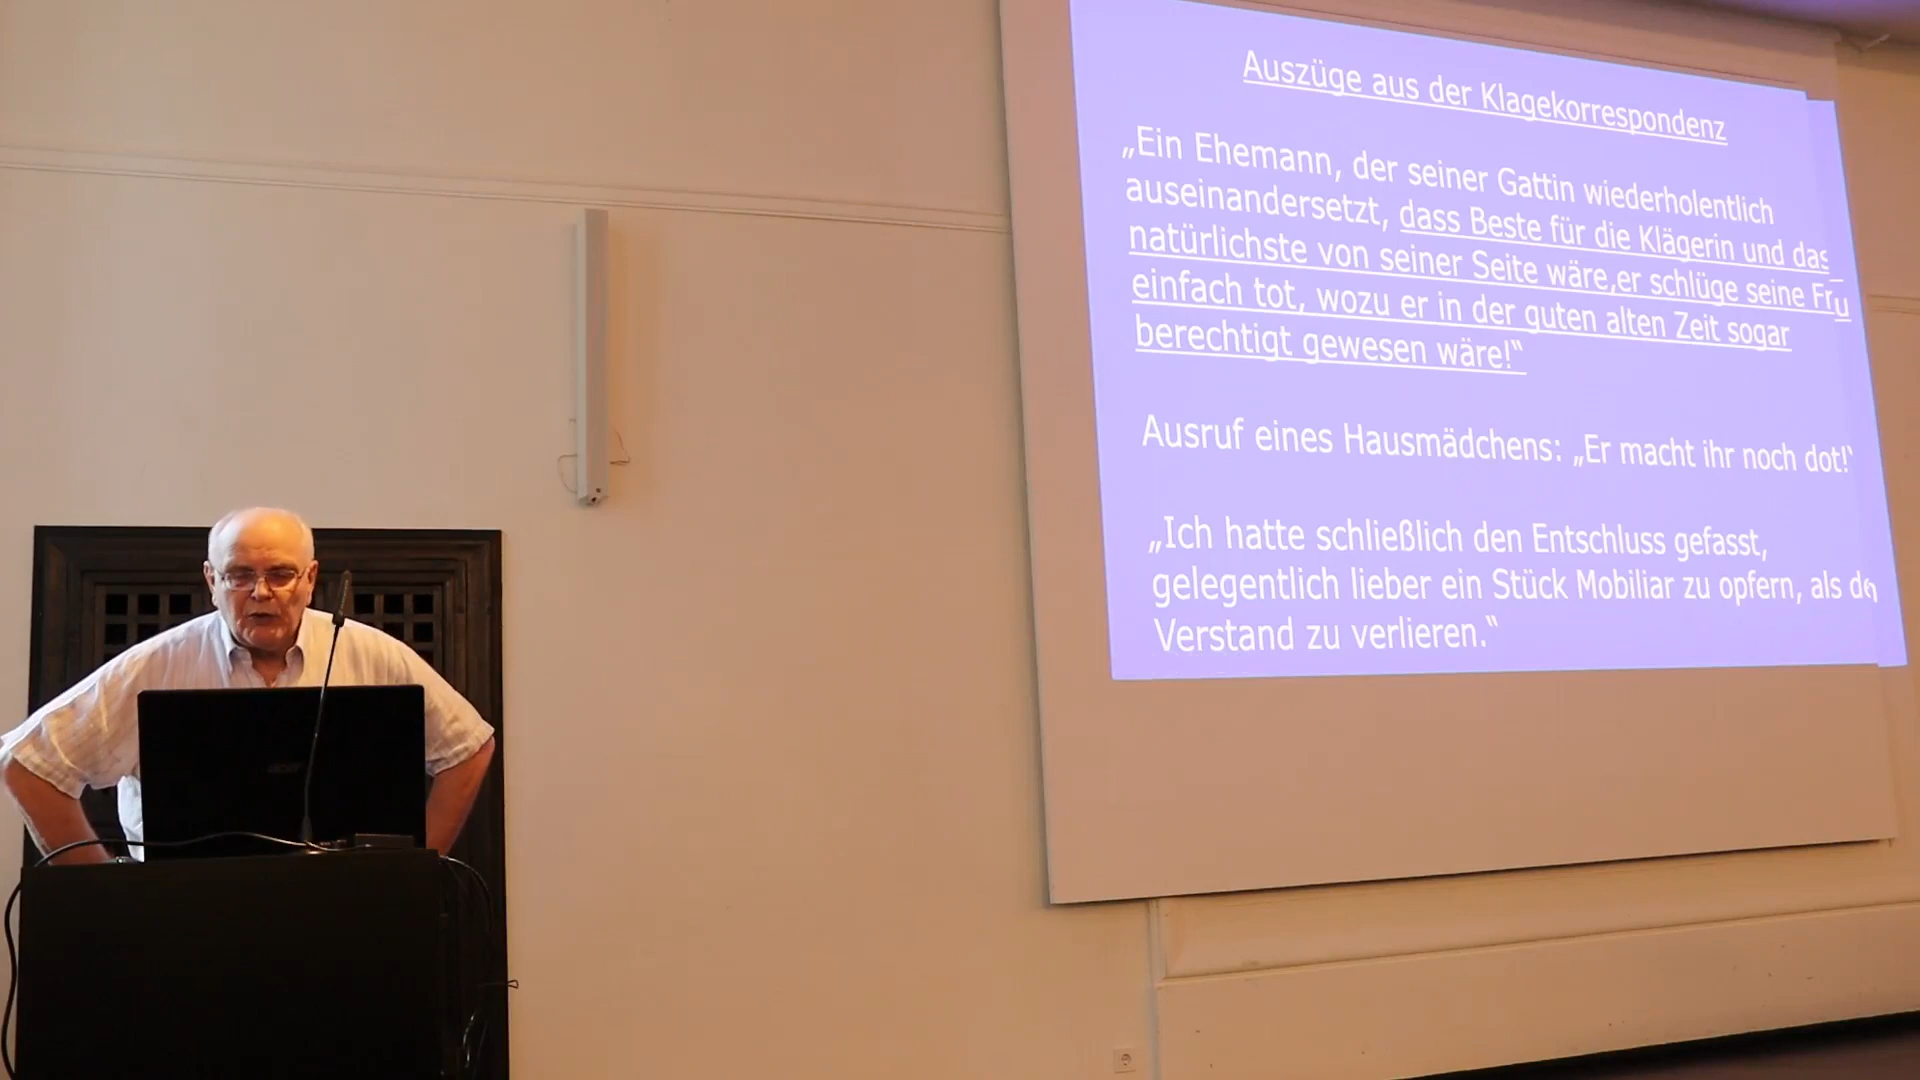 Auszüge aus der Klagekorrespondenz
„Ein Ehemann, der seiner Gattin wiederholentlich
auseinandersetzt, dass Beste für die Klägerin und das
natürlichste von seiner Seite wäre,er schlüge seine Fru
einfach tot, wozu er in der guten alten Zeit sogar
berechtigt gewesen wäre!“
Ausruf eines Hausmädchens: „Er macht ihr noch dot!“
„Ich hatte schließlich den Entschluss gefasst,
gelegentlich lieber ein Stück Mobiliar zu opfern, als
Verstand zu verlieren.“
acer